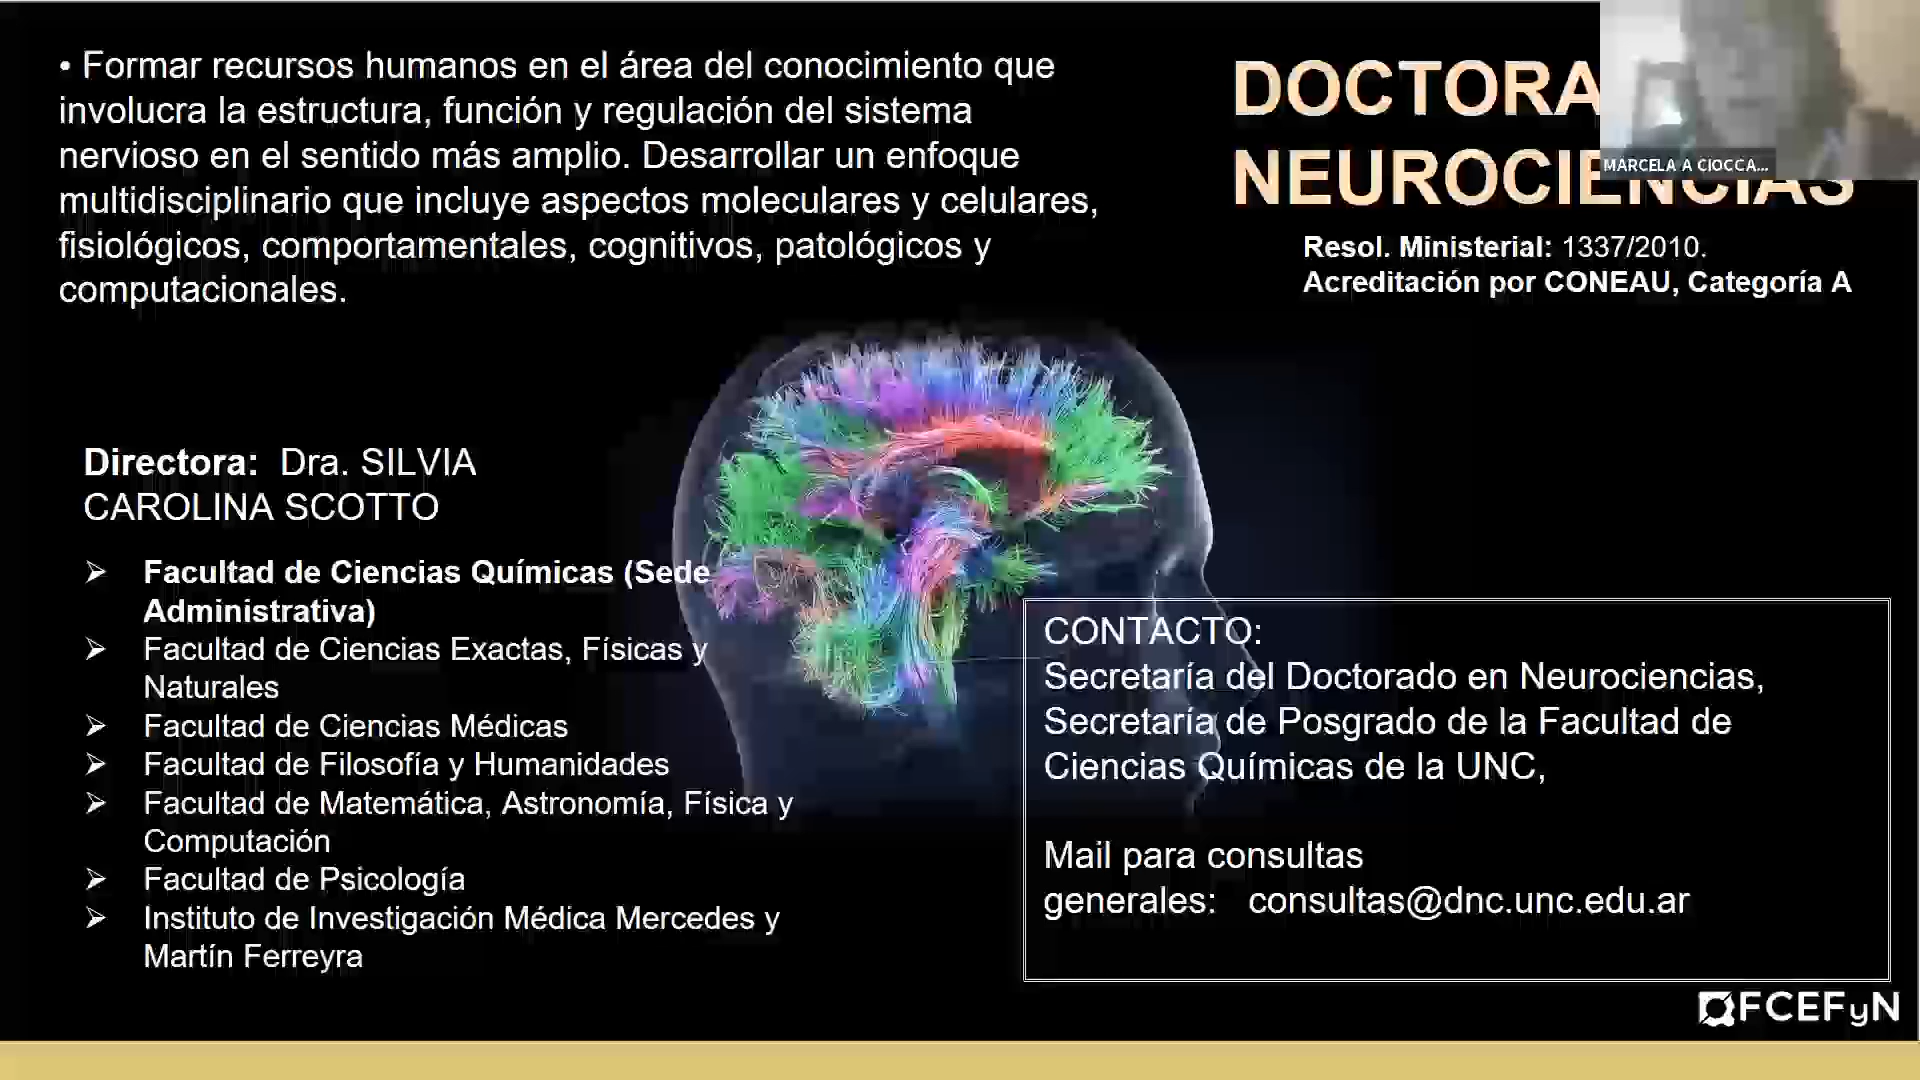 • Formar recursos humanos en el área del conocimiento que
involucra la estructura, función y regulación del sistema
nervioso en el sentido más amplio. Desarrollar un enfoque
multidisciplinario que incluye aspectos moleculares y celulares,
fisiológicos, comportamentales, cognitivos, patológicos y
computacionales.
DOCTORA
NEUROCIENCIAS
MARCELA A CIOCCA...
Resol. Ministerial: 1337/2010.
Acreditación por CONEAU, Categoría A
Directora: Dra. SILVIA
CAROLINA SCOTTO
Facultad de Ciencias Químicas (Sede
Administrativa)
Facultad de Ciencias Exactas, Físicas y
Naturales
Facultad de Ciencias Médicas
Facultad de Filosofía y Humanidades
Facultad de Matemática, Astronomía, Física y
Computación
Facultad de Psicología
Instituto de Investigación Médica Mercedes y
Martín Ferreyra
CONTACTO:
Secretaría del Doctorado en Neurociencias,
Secretaría de Posgrado de la Facultad de
Ciencias Químicas de la UNC,
Mail para consultas
generales: consultas@dnc.unc.edu.ar
FCEFyN